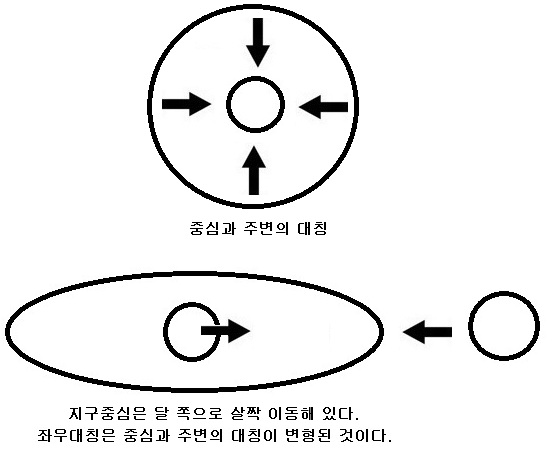 중심과 주변의 대칭
지구중심은 달 쪽으로 살짝 이동해 있다.
좌우대칭은 중심과 주변의 대칭이 변형된 것이다.